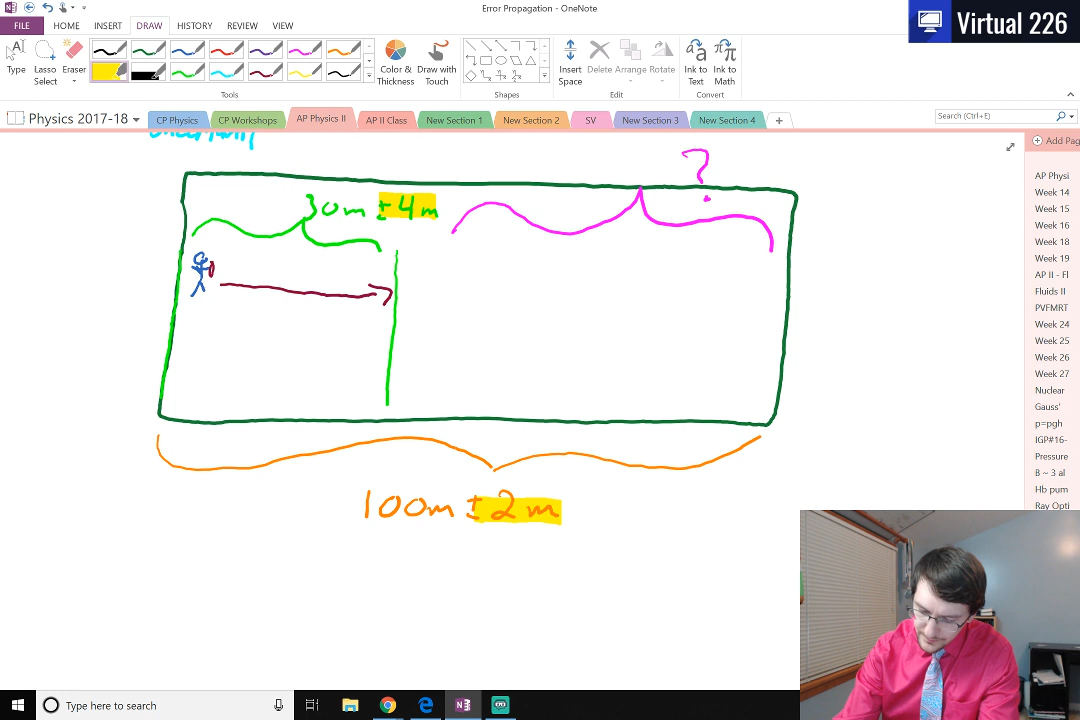 Error Propagation - OneNote
Virtual 226
FILE HOME INSERT DRAW HISTORY REVIEW VIEW
Type
Lasso Select
Eraser
Color & Thickness
Draw with Touch
Insert Space
Delete
Arrange
Rotate
Ink to Text
Ink to Math
Tools
Shapes
Edit
Convert
Physics 2017-18
CP Physics CP Workshops AP Physics II AP II Class New Section 1 New Section 2 SV New Section 3 New Section 4 +
Search (Ctrl+E)
Add Pag
AP Physi
Week 14
Week 15
Week 16
Week 18
Week 19
AP II - Fl
Fluids II
PVFMRT
Week 24
Week 25
Week 26
Week 27
Nuclear
Gauss'
p=pgh
IGP#16-
Pressure
B ~ 3 al
Hb pum
Ray Opti
?
30m ± 4m
100m ± 2m
Type here to search